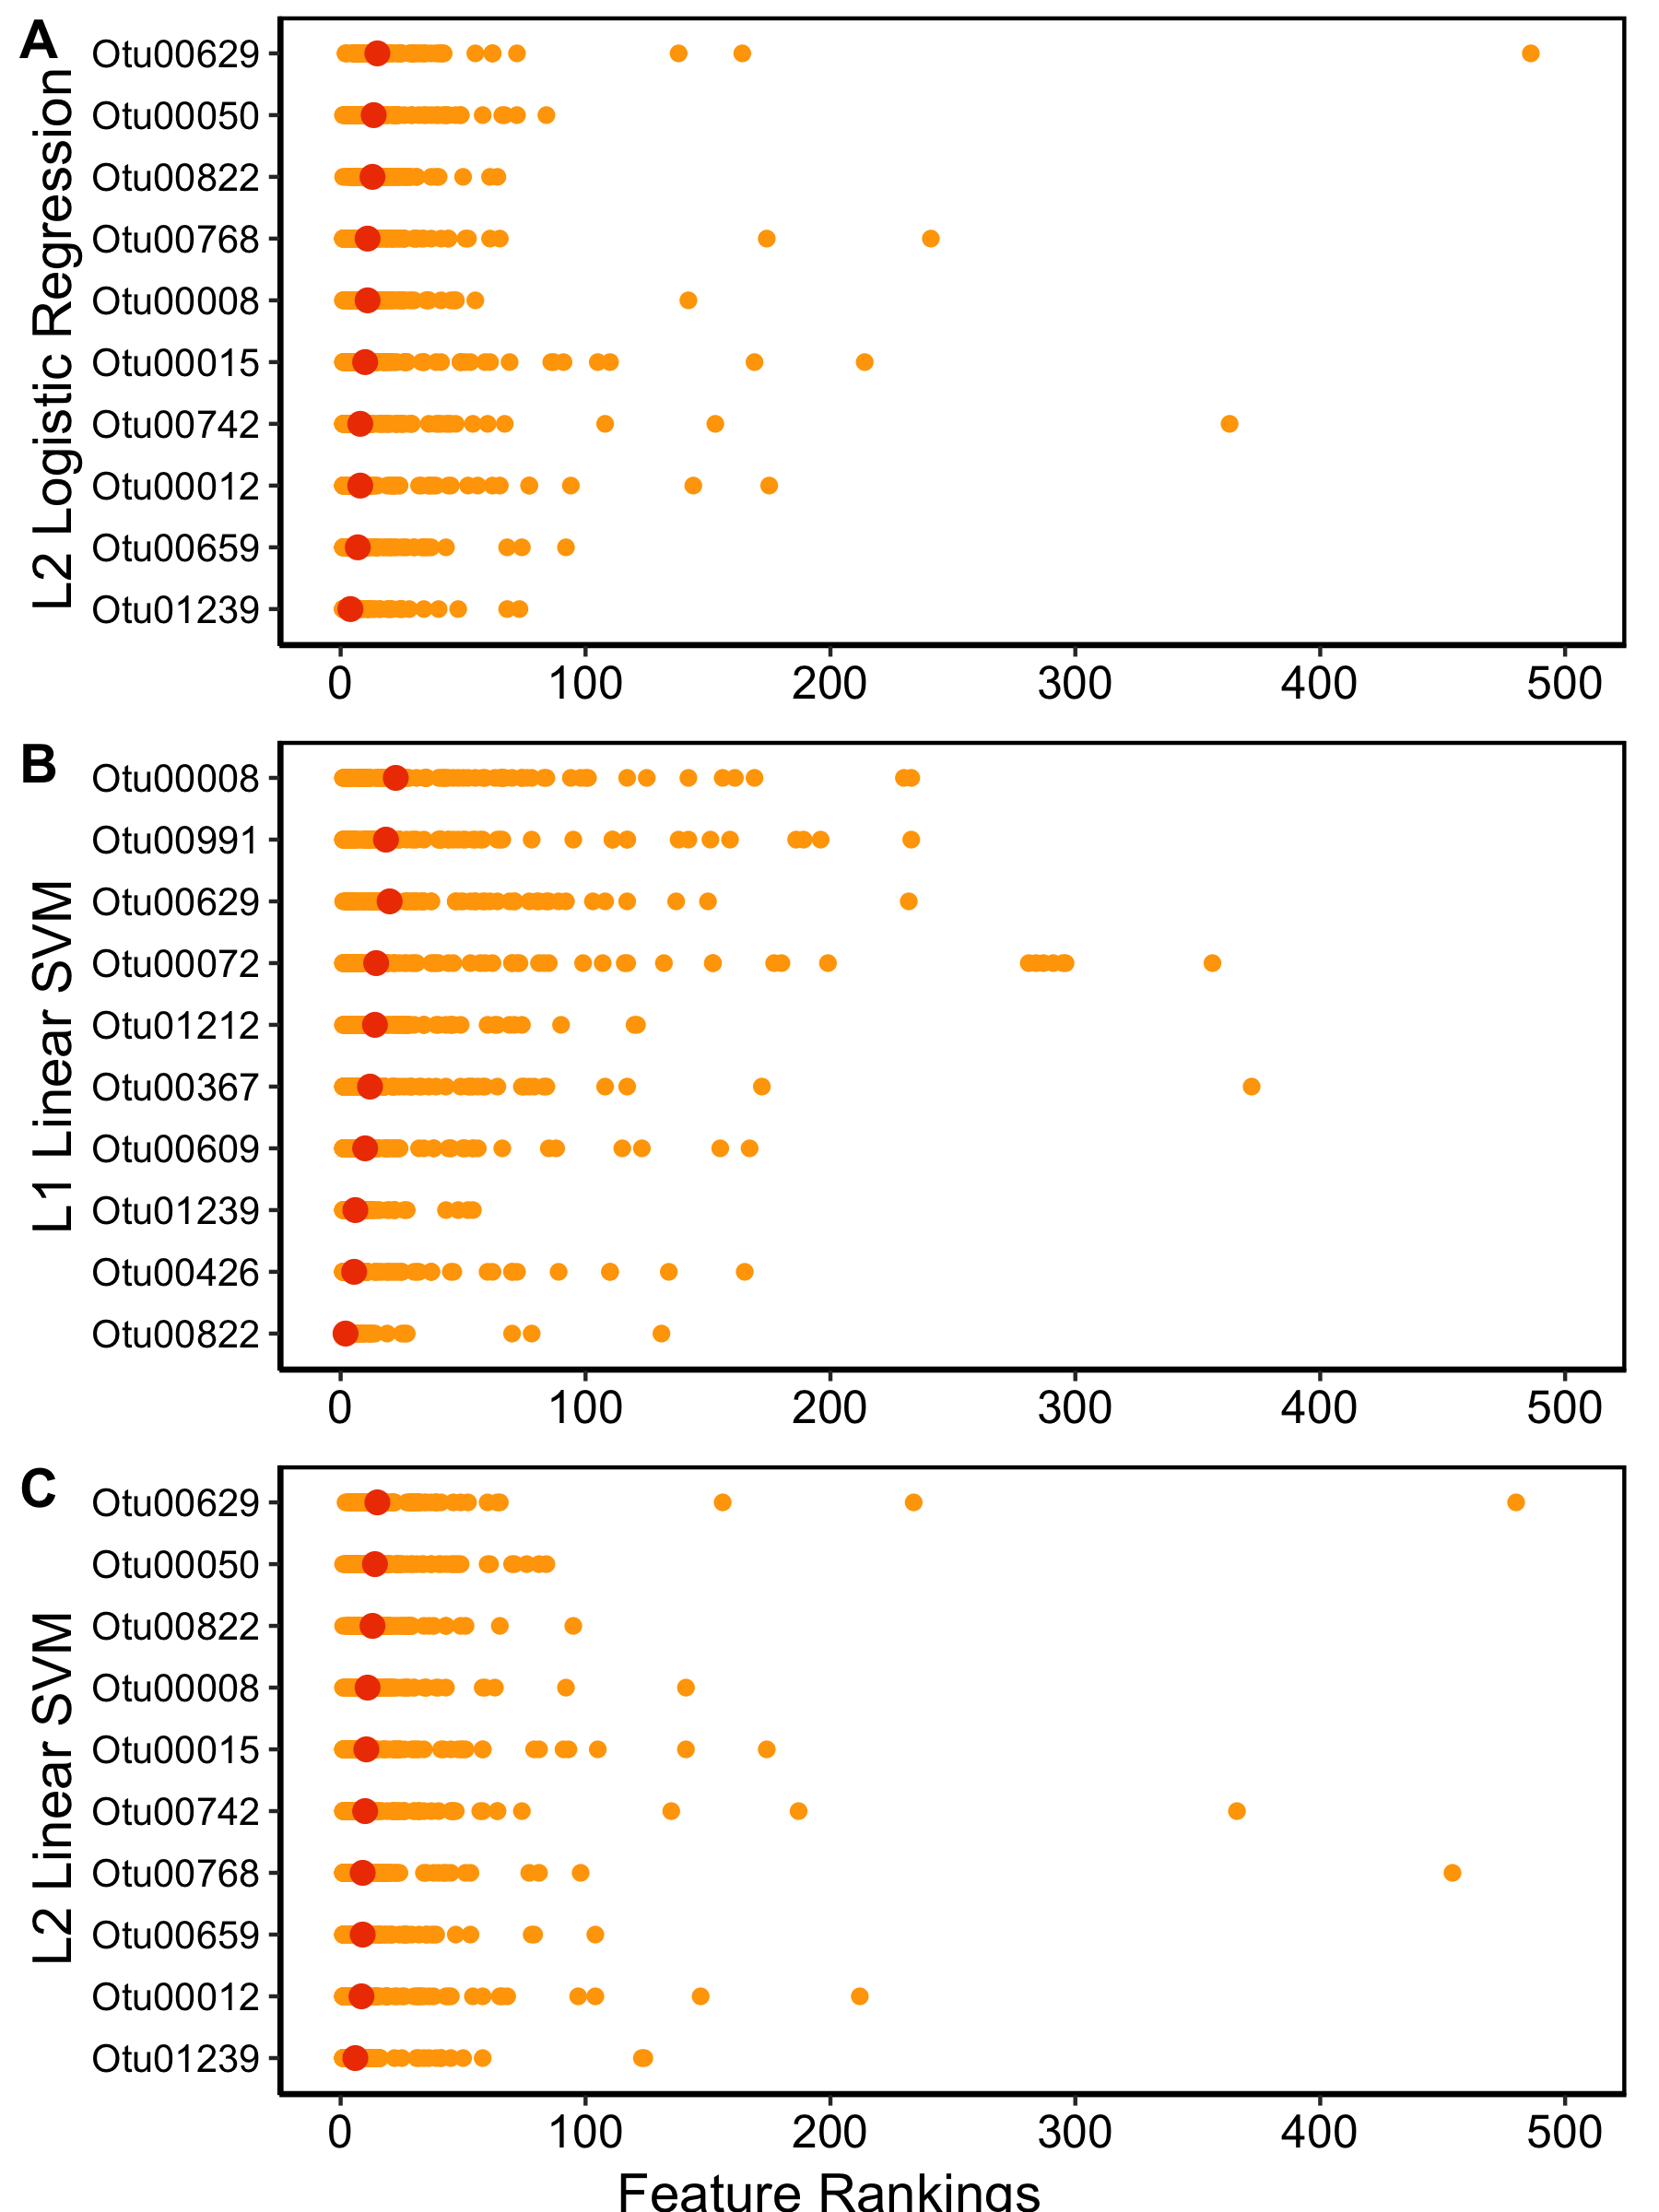 A
L2 Logistic Regression
Otu00629
Otu00050
Otu00822
Otu00768
Otu00008
Otu00015
Otu00742
Otu00012
Otu00659
Otu01239
0 100 200 300 400 500
B
L1 Linear SVM
Otu00008
Otu00991
Otu00629
Otu00072
Otu01212
Otu00367
Otu00609
Otu01239
Otu00426
Otu00822
0 100 200 300 400 500
C
L2 Linear SVM
Otu00629
Otu00050
Otu00822
Otu00008
Otu00015
Otu00742
Otu00768
Otu00659
Otu00012
Otu01239
0 100 200 300 400 500
Feature Rankings